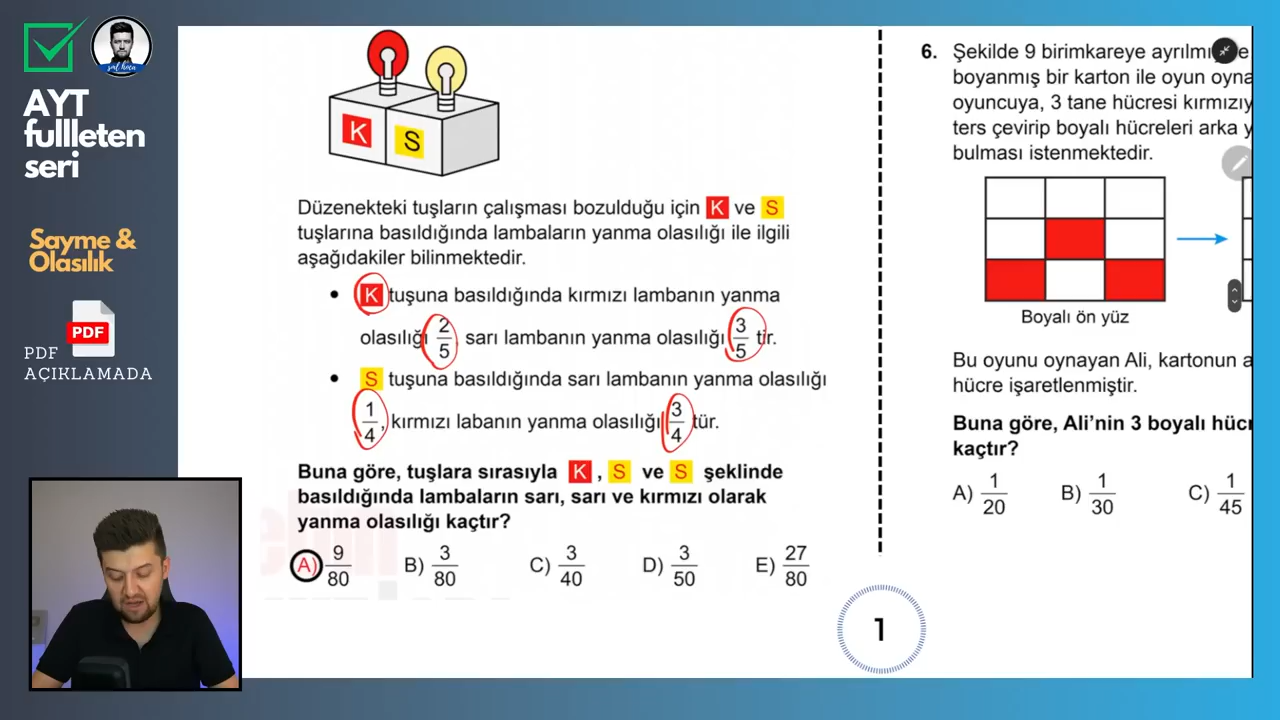 AYT
fullleten
seri
Sayme &
Olasılık
PDF
PDF
AÇIKLAMADA
K
S
Düzenekteki tuşların çalışması bozulduğu için K ve S
tuşlarına basıldığında lambaların yanma olasılığı ile ilgili
aşağıdakiler bilinmektedir.
• K tuşuna basıldığında kırmızı lambanın yanma
olasılığı 2/5, sarı lambanın yanma olasılığı 3/5 tir.
• S tuşuna basıldığında sarı lambanın yanma olasılığı
1/4, kırmızı labanın yanma olasılığı 3/4 tür.
Buna göre, tuşlara sırasıyla K , S ve S şeklinde
basıldığında lambaların sarı, sarı ve kırmızı olarak
yanma olasılığı kaçtır?
A) 9/80 B) 3/80 C) 3/40 D) 3/50 E) 27/80
1
6. Şekilde 9 birimkareye
boyanmış bir karton ile oyun
oyuncuya, 3 tane hücresi
ters çevirip boyalı hücreleri arka
bulması istenmektedir.
Boyalı ön yüz
Bu oyunu oynayan Ali, kartonun
hücre işaretlenmiştir.
Buna göre, Ali'nin 3 boyalı
kaçtır?
A) 1/20 B) 1/30 C) 1/45